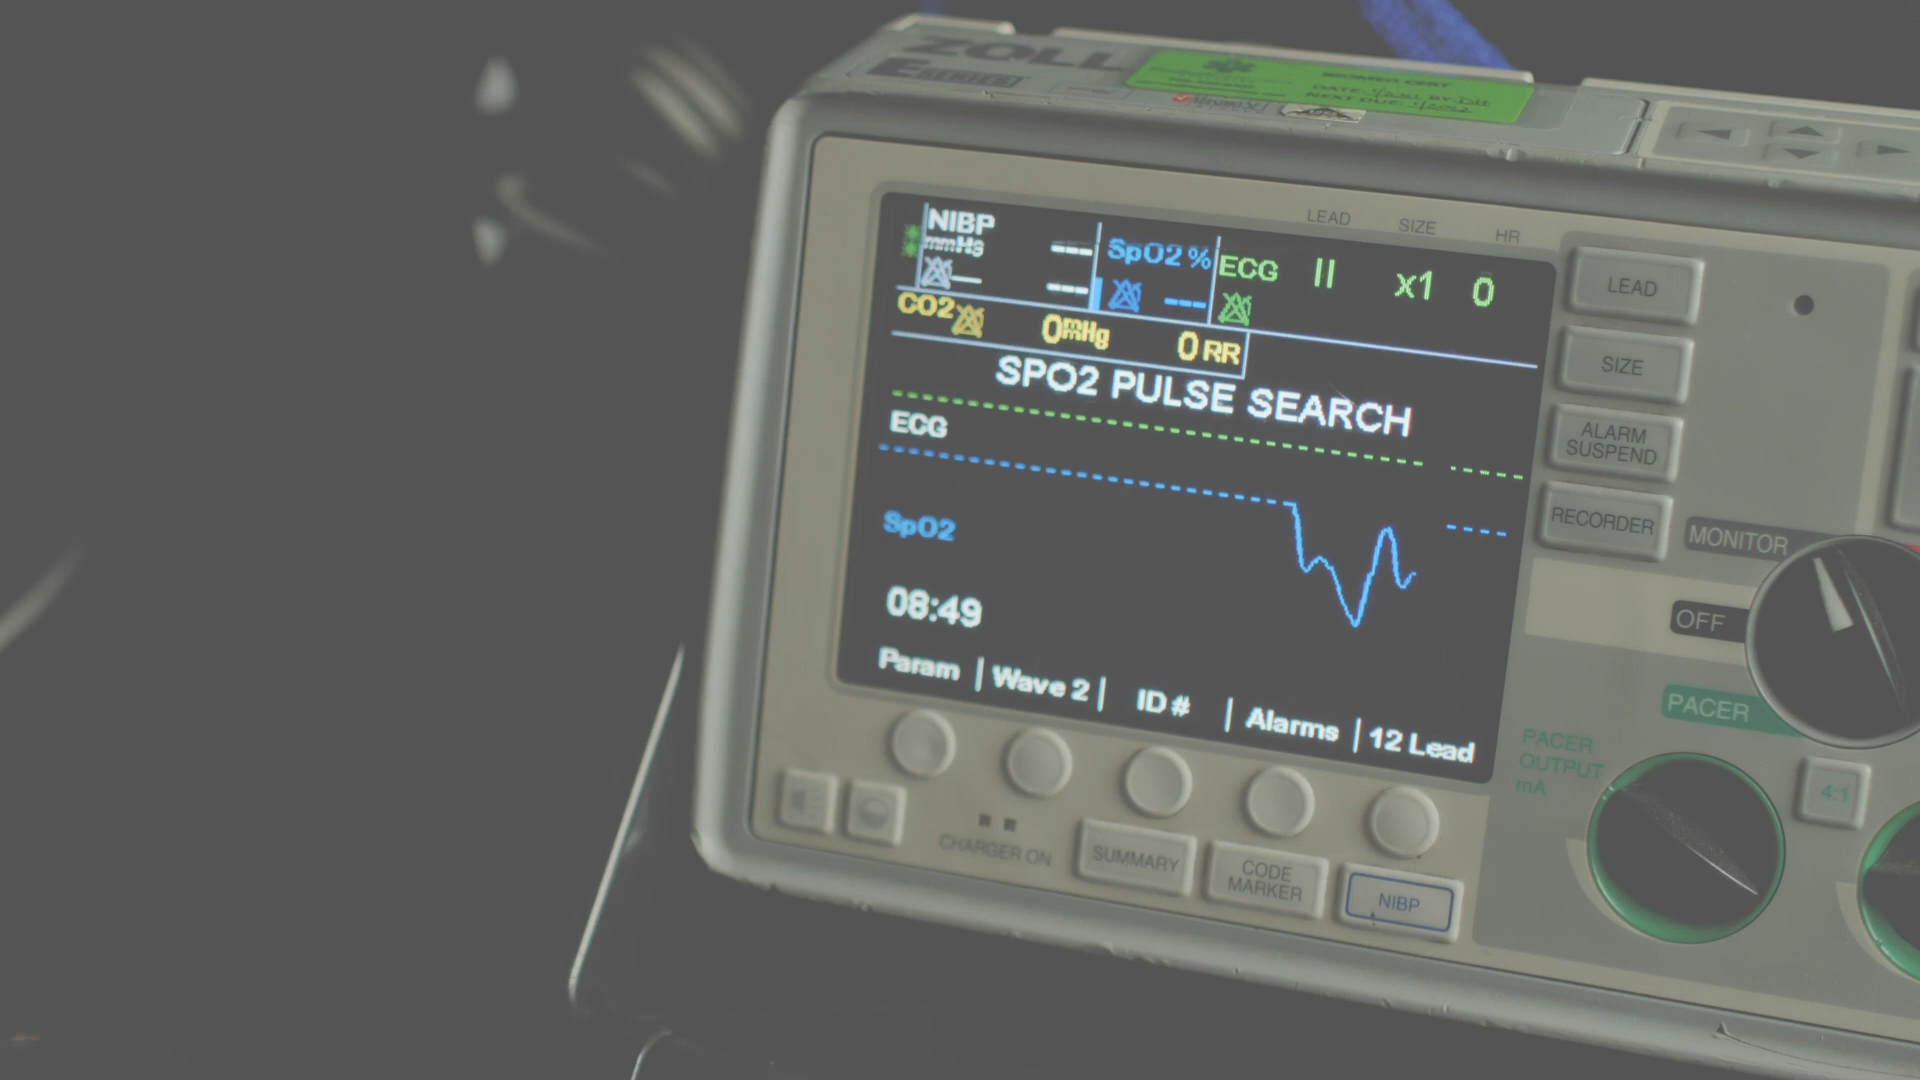 ZOLL
E SERIES
NEXT DUE:
LEAD SIZE HR
NIBP
mmHg
---
---
SpO2 %
---
ECG II x1 0
CO2 0 mmHg 0 RR
SPO2 PULSE SEARCH
ECG
SpO2
08:49
Param | Wave 2 | ID # | Alarms | 12 Lead
LEAD
SIZE
ALARM
SUSPEND
RECORDER
MONITOR
OFF
PACER
PACER
OUTPUT
mA
4:1
CHARGER ON
SUMMARY
CODE
MARKER
NIBP